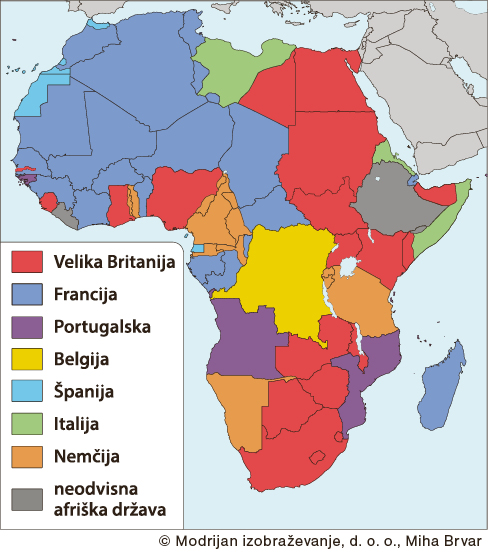 Velika Britanija
Francija
Portugalska
Belgija
Španija
Italija
Nemčija
neodvisna
afriška država
© Modrijan izobraževanje, d. o. o., Miha Brvar